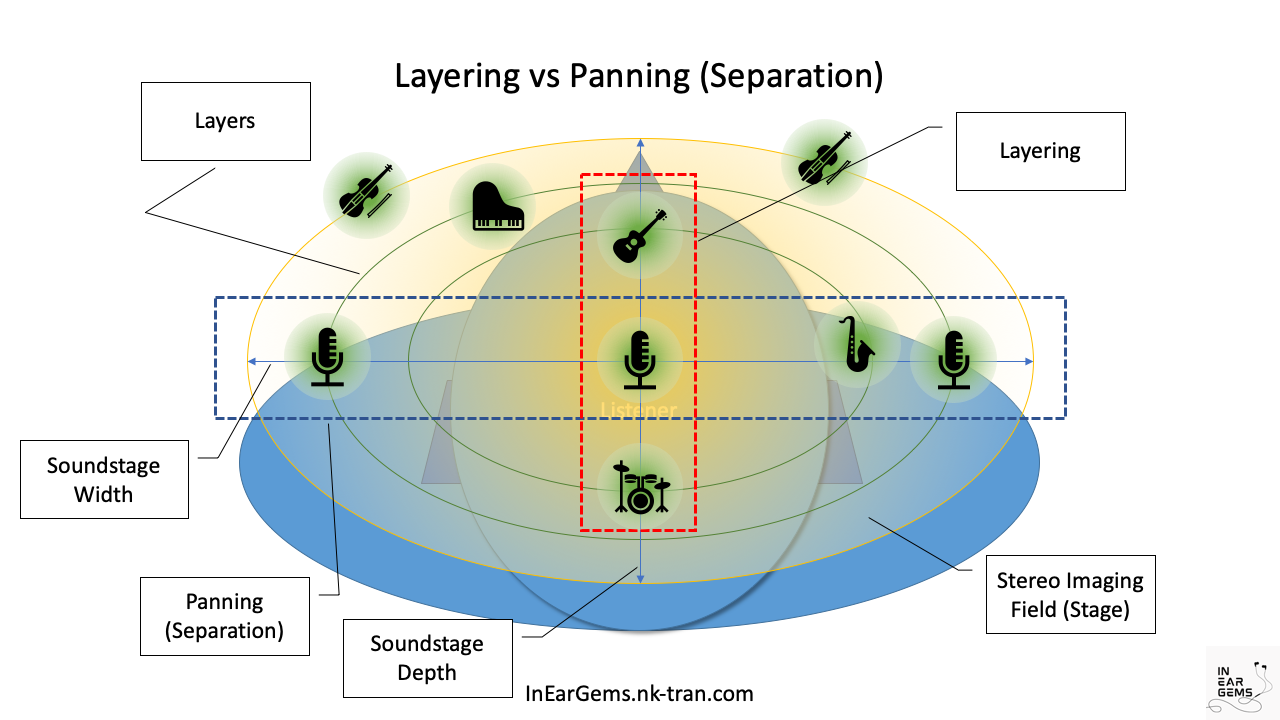 Layering vs Panning (Separation)
Layers
Layering
Listener
Soundstage
Width
Panning
(Separation)
Soundstage
Depth
Stereo Imaging
Field (Stage)
InEarGems.nk-tran.com
IN
EAR
GEMS